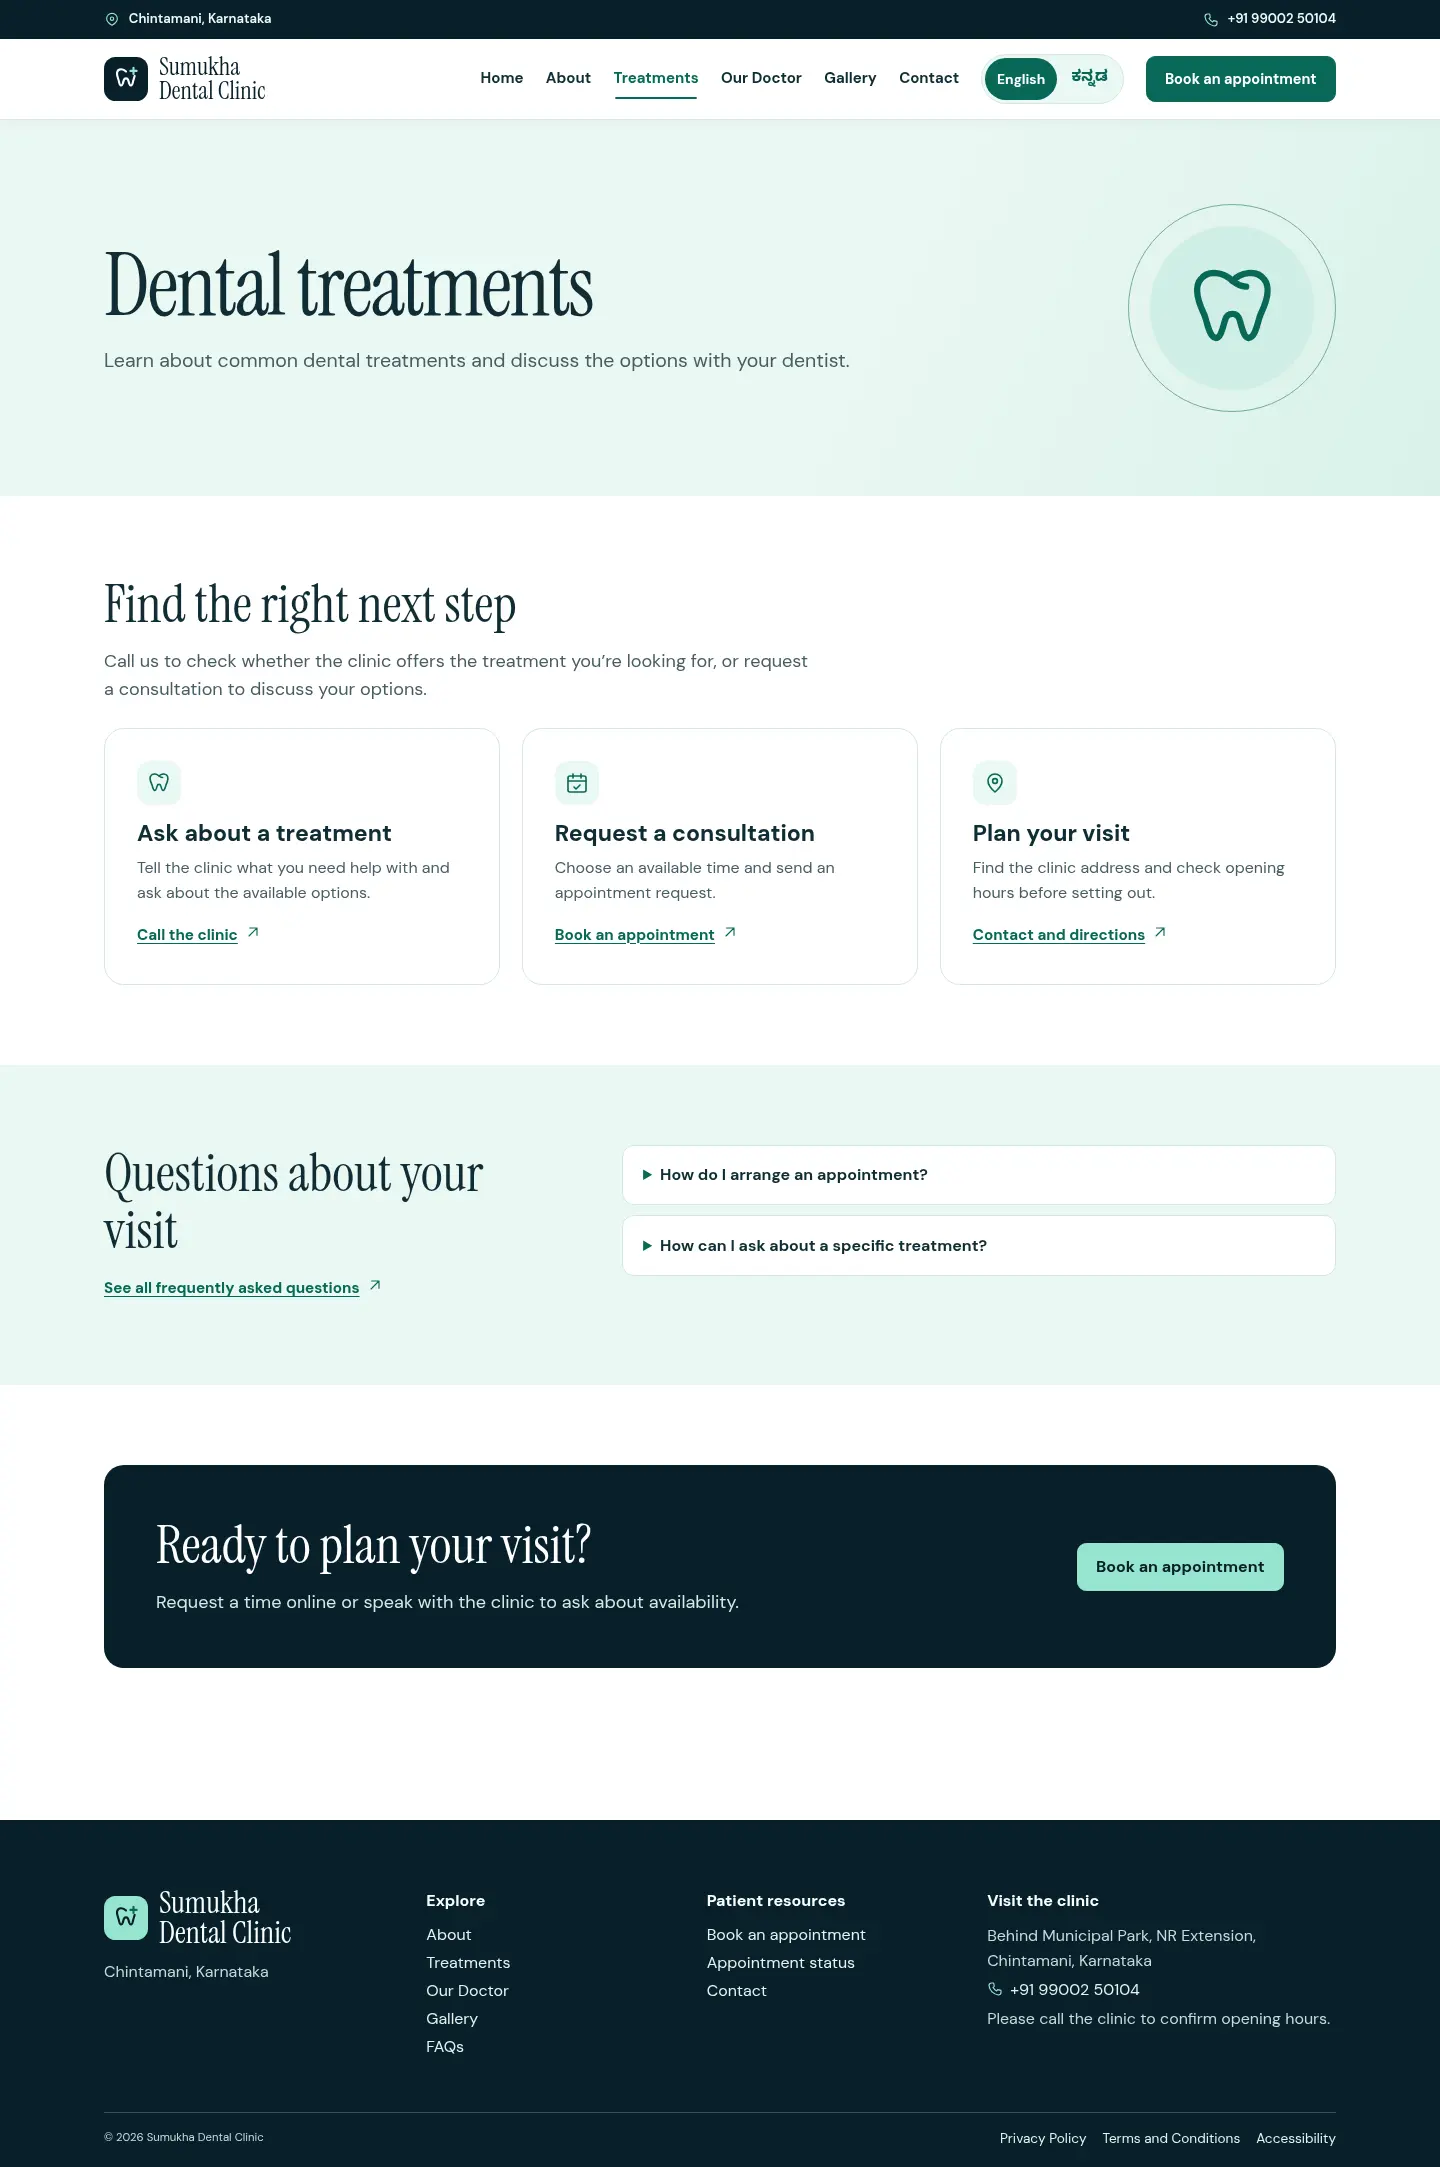 Chintamani, Karnataka
+91 99002 50104
Sumukha
Dental Clinic
Home
About
Treatments
Our Doctor
Gallery
Contact
English
ಕನ್ನಡ
Book an appointment
Dental treatments
Learn about common dental treatments and discuss the options with your dentist.
Find the right next step
Call us to check whether the clinic offers the treatment you’re looking for, or request
a consultation to discuss your options.
Ask about a treatment
Tell the clinic what you need help with and
ask about the available options.
Call the clinic
Request a consultation
Choose an available time and send an
appointment request.
Book an appointment
Plan your visit
Find the clinic address and check opening
hours before setting out.
Contact and directions
Questions about your
visit
See all frequently asked questions
How do I arrange an appointment?
How can I ask about a specific treatment?
Ready to plan your visit?
Request a time online or speak with the clinic to ask about availability.
Book an appointment
Sumukha
Dental Clinic
Chintamani, Karnataka
Explore
About
Treatments
Our Doctor
Gallery
FAQs
Patient resources
Book an appointment
Appointment status
Contact
Visit the clinic
Behind Municipal Park, NR Extension,
Chintamani, Karnataka
+91 99002 50104
Please call the clinic to confirm opening hours.
© 2026 Sumukha Dental Clinic
Privacy Policy
Terms and Conditions
Accessibility